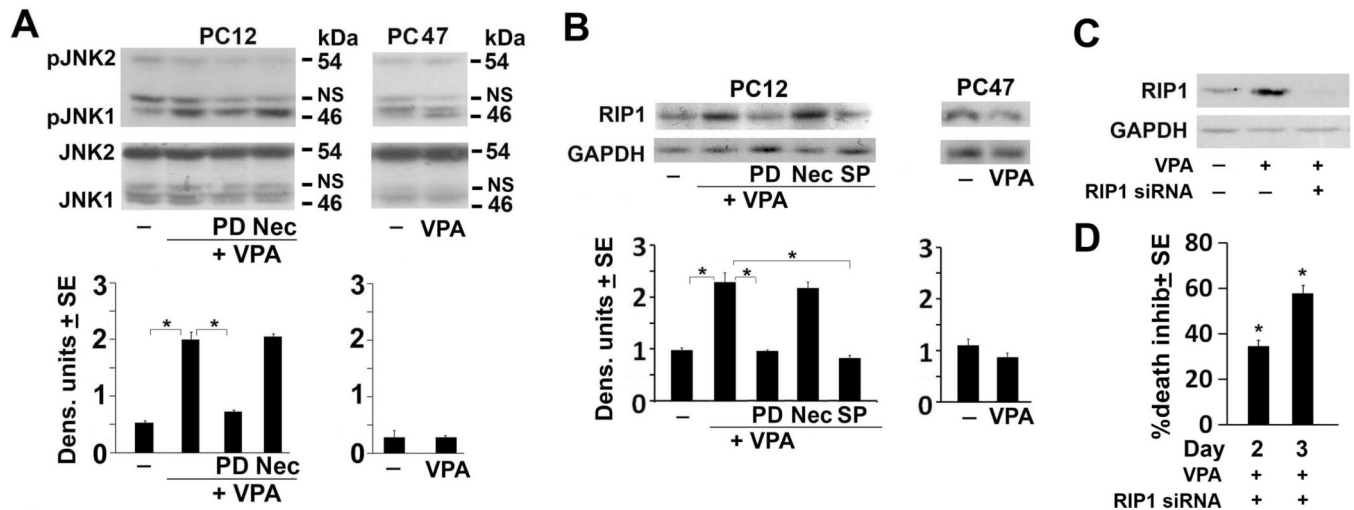 A
PC12 kDa PC47 kDa
pJNK2 54 54
NS NS
pJNK1 46 46
JNK2 54 54
NS NS
JNK1 46 46
– PD Nec – VPA
+ VPA
Dens. units ± SE
3 3
2 2
1 1
0 0
* *
– PD Nec – VPA
+ VPA
B
PC12 PC47
RIP1
GAPDH
– PD Nec SP – VPA
+ VPA
Dens. units ± SE
3 3
2 2
1 1
0 0
* * *
– PD Nec SP – VPA
+ VPA
C
RIP1
GAPDH
VPA – + +
RIP1 siRNA – – +
D
%death inhib± SE
80
60
40
20
0
* *
Day 2 3
VPA + +
RIP1 siRNA + +